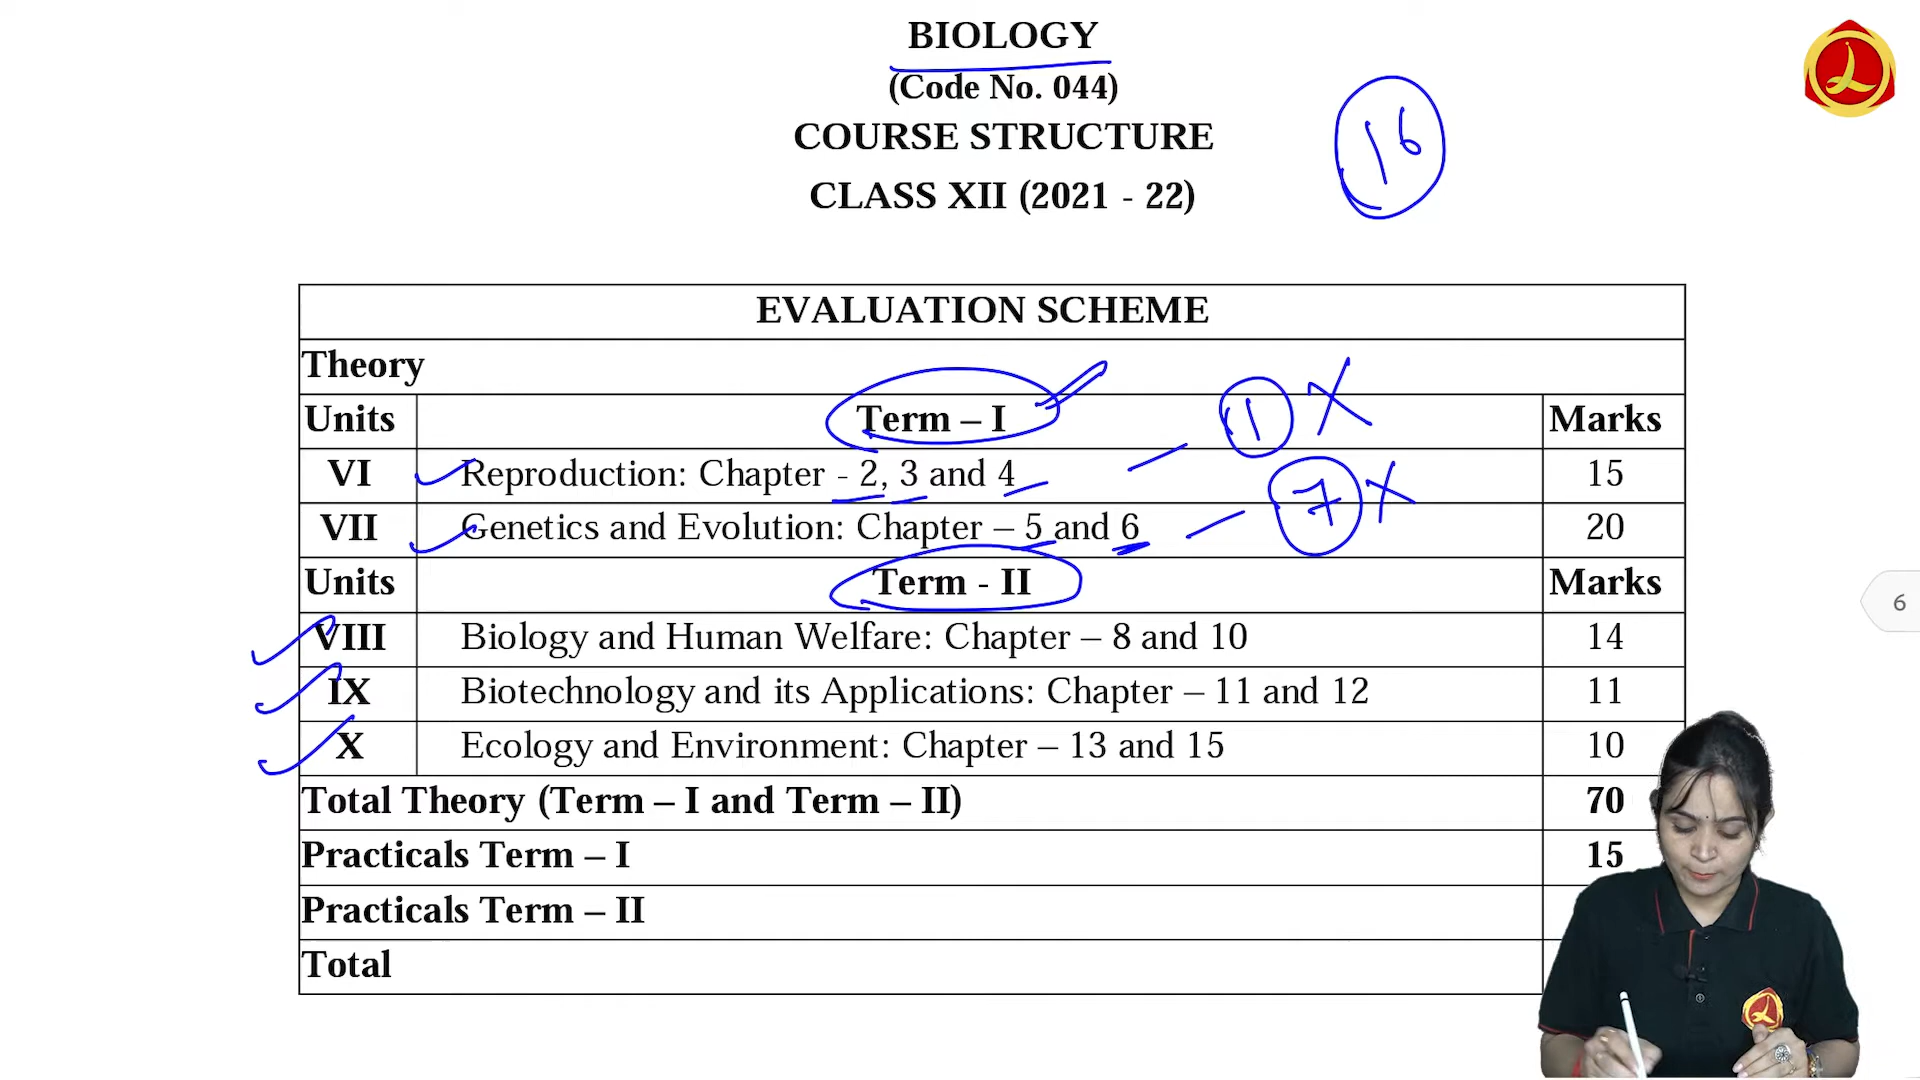 BIOLOGY
(Code No. 044)
COURSE STRUCTURE
CLASS XII (2021 - 22)
16
EVALUATION SCHEME
Theory
Units Term – I Marks
1 X
VI Reproduction: Chapter - 2, 3 and 4 15
7 X
VII Genetics and Evolution: Chapter – 5 and 6 20
Units Term - II Marks
VIII Biology and Human Welfare: Chapter – 8 and 10 14
IX Biotechnology and its Applications: Chapter – 11 and 12 11
X Ecology and Environment: Chapter – 13 and 15 10
Total Theory (Term – I and Term – II) 70
Practicals Term – I 15
Practicals Term – II
Total
6